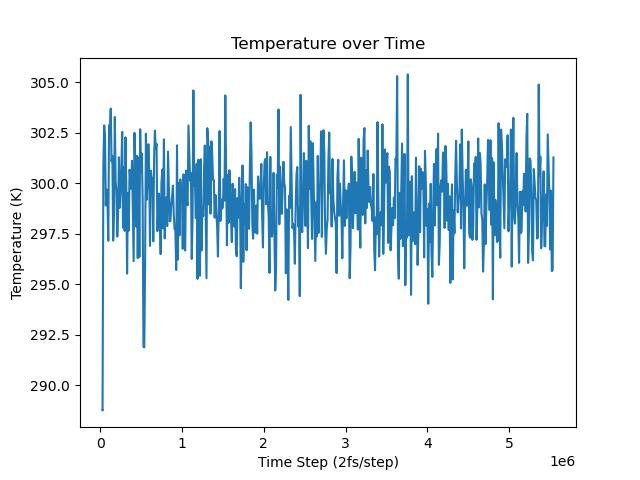 Temperature over Time
Temperature (K)
305.0
302.5
300.0
297.5
295.0
292.5
290.0
0 1 2 3 4 5
1e6
Time Step (2fs/step)